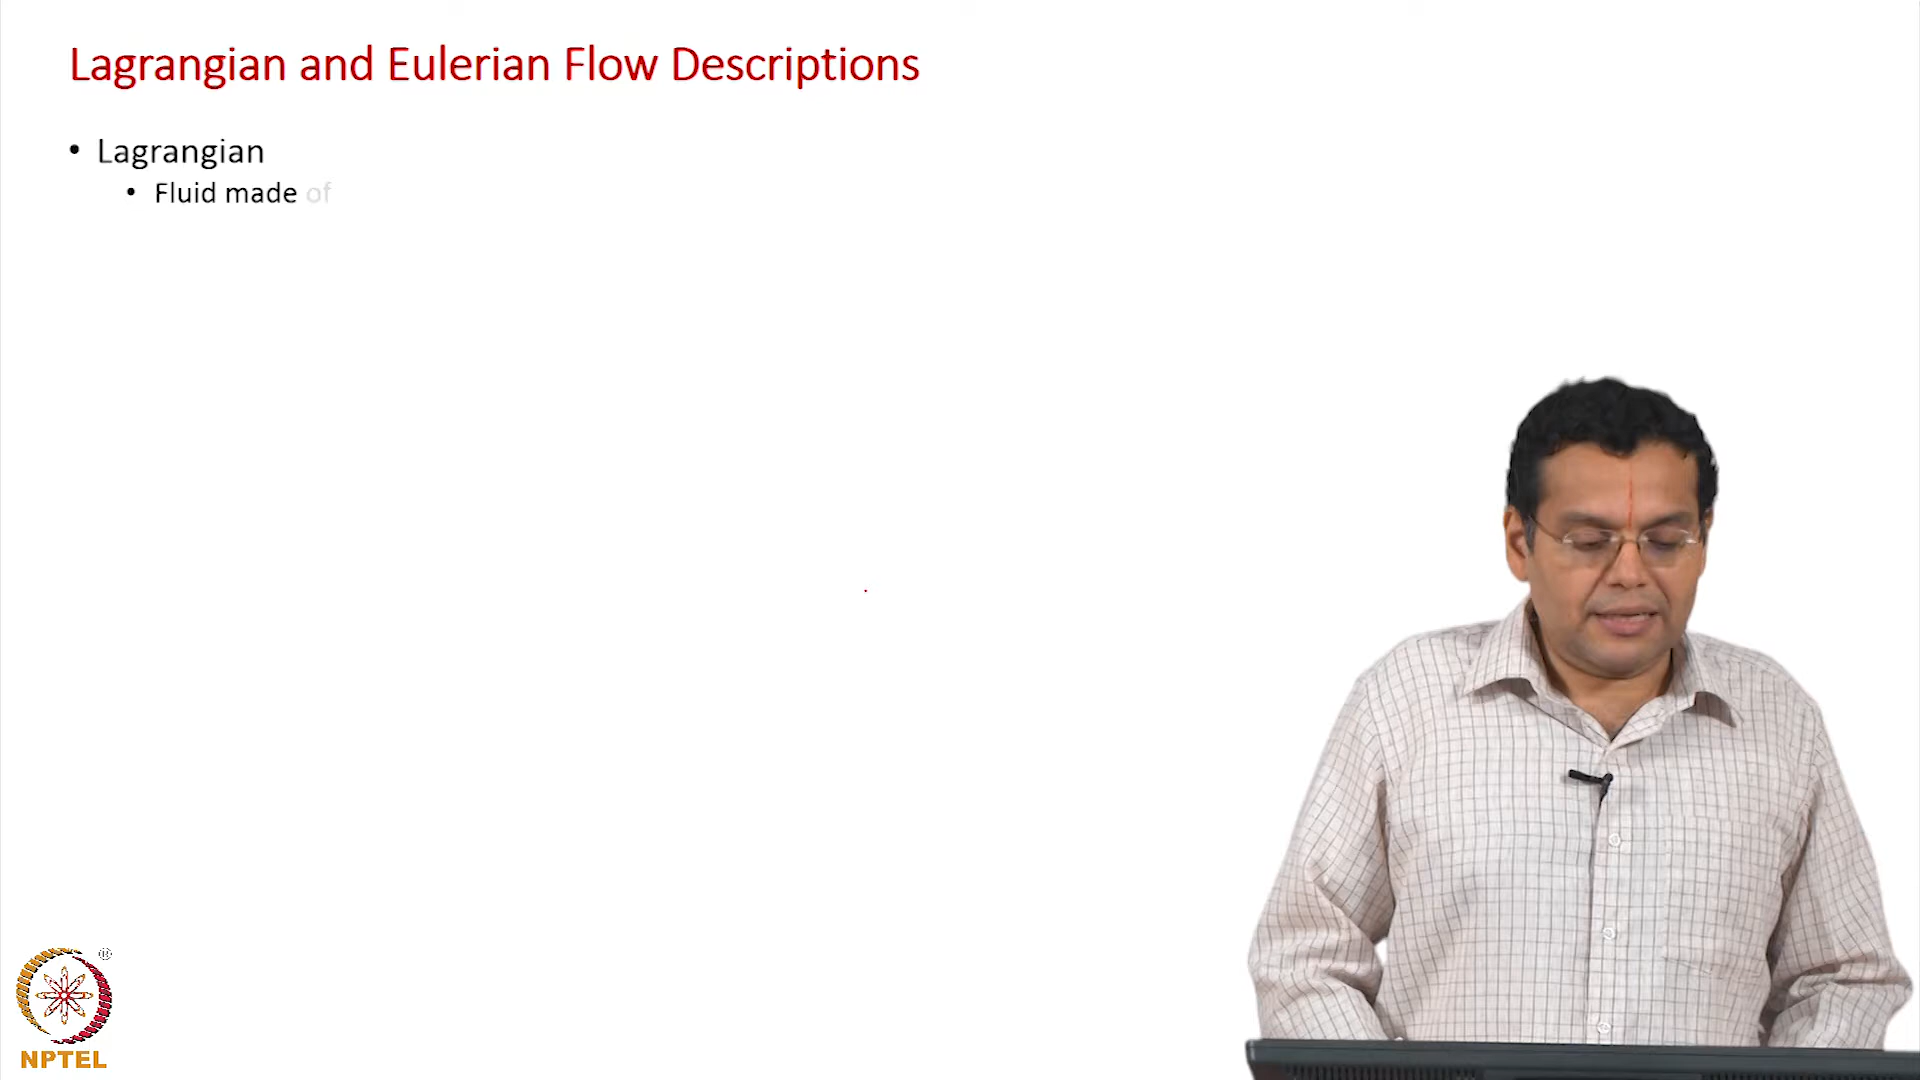 Lagrangian and Eulerian Flow Descriptions
• Lagrangian
• Fluid made of
®
NPTEL